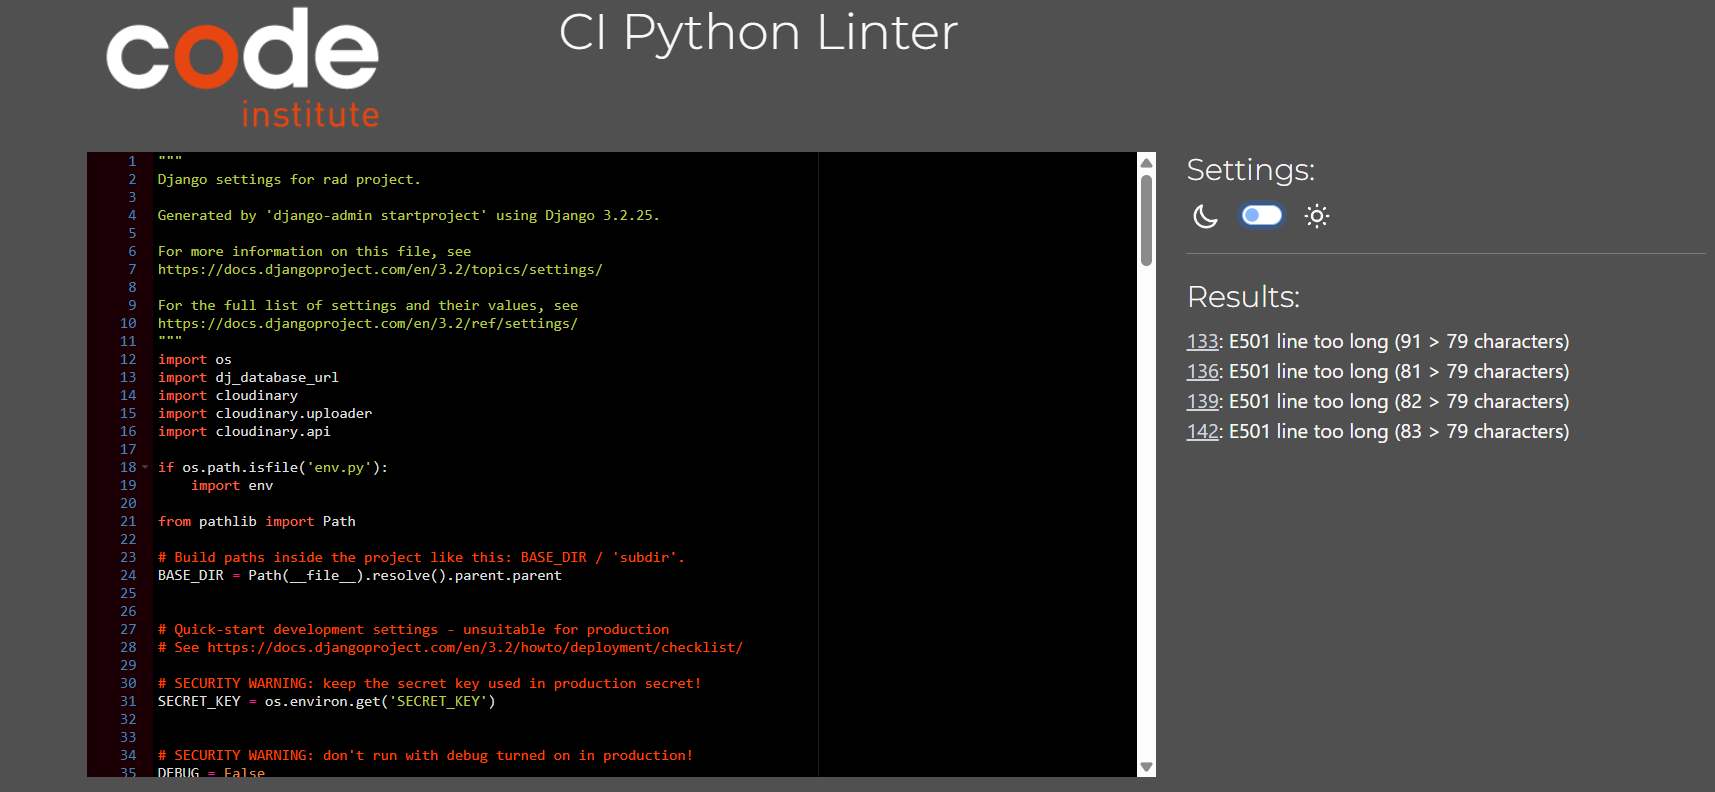 code
institute
CI Python Linter
1 """
2 Django settings for rad project.
3
4 Generated by 'django-admin startproject' using Django 3.2.25.
5
6 For more information on this file, see
7 https://docs.djangoproject.com/en/3.2/topics/settings/
8
9 For the full list of settings and their values, see
10 https://docs.djangoproject.com/en/3.2/ref/settings/
11 """
12 import os
13 import dj_database_url
14 import cloudinary
15 import cloudinary.uploader
16 import cloudinary.api
17
18 if os.path.isfile('env.py'):
19     import env
20
21 from pathlib import Path
22
23 # Build paths inside the project like this: BASE_DIR / 'subdir'.
24 BASE_DIR = Path(__file__).resolve().parent.parent
25
26
27 # Quick-start development settings - unsuitable for production
28 # See https://docs.djangoproject.com/en/3.2/howto/deployment/checklist/
29
30 # SECURITY WARNING: keep the secret key used in production secret!
31 SECRET_KEY = os.environ.get('SECRET_KEY')
32
33
34 # SECURITY WARNING: don't run with debug turned on in production!
35 DEBUG = False
Settings:
Results:
133: E501 line too long (91 > 79 characters)
136: E501 line too long (81 > 79 characters)
139: E501 line too long (82 > 79 characters)
142: E501 line too long (83 > 79 characters)